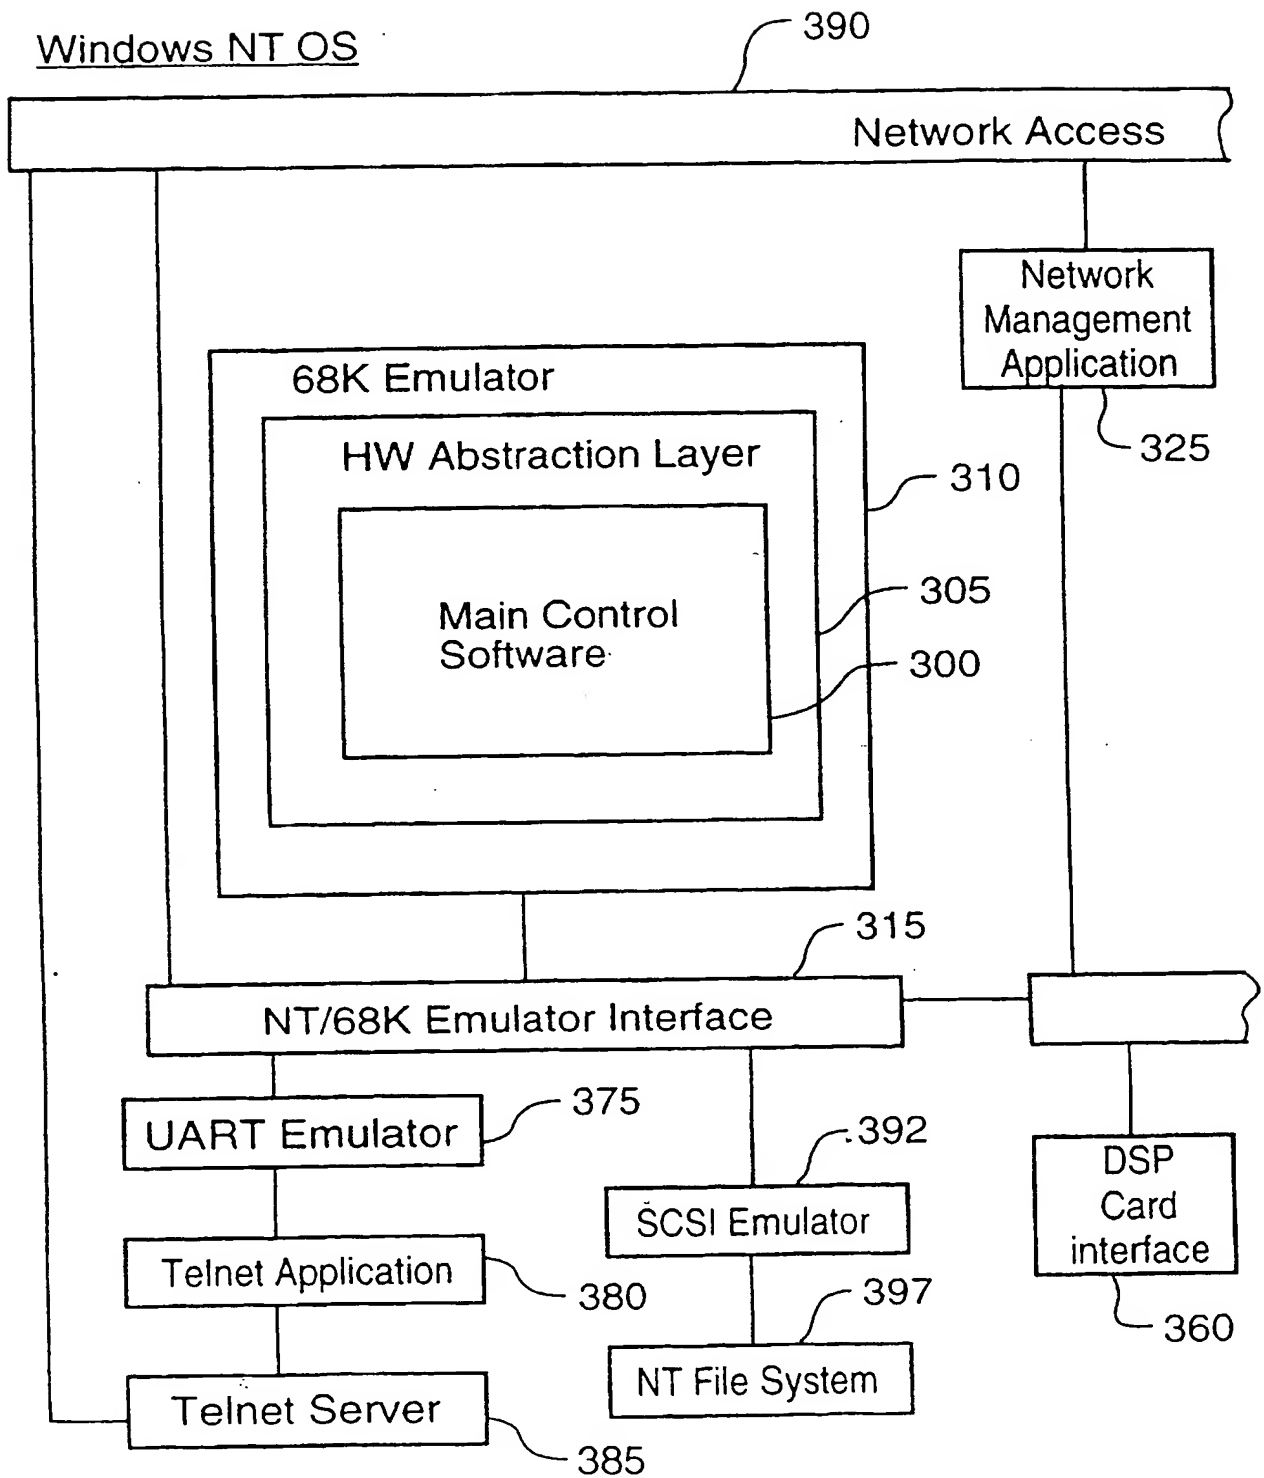 Windows NT OS
390
Network Access
Network
Management
Application
325
68K Emulator
HW Abstraction Layer
310
Main Control
Software
305
300
315
NT/68K Emulator Interface
UART Emulator
375
392
SCSI Emulator
DSP
Card
interface
360
Telnet Application
380
397
NT File System
Telnet Server
385